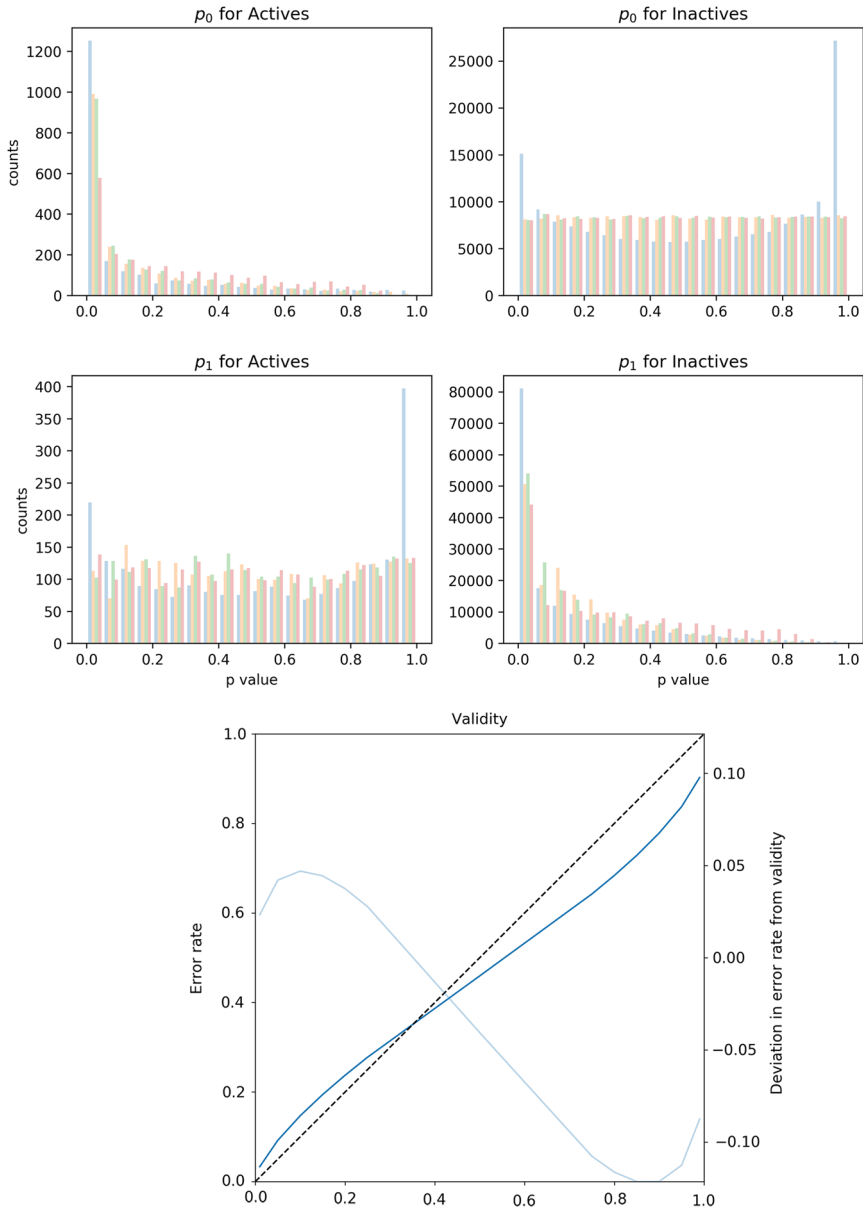 p0 for Actives
counts
1200
1000
800
600
400
200
0
0.0 0.2 0.4 0.6 0.8 1.0
p0 for Inactives
25000
20000
15000
10000
5000
0
0.0 0.2 0.4 0.6 0.8 1.0
p1 for Actives
counts
400
350
300
250
200
150
100
50
0
0.0 0.2 0.4 0.6 0.8 1.0
p value
p1 for Inactives
80000
70000
60000
50000
40000
30000
20000
10000
0
0.0 0.2 0.4 0.6 0.8 1.0
p value
Validity
Error rate
1.0
0.8
0.6
0.4
0.2
0.0
0.0 0.2 0.4 0.6 0.8 1.0
0.10
0.05
0.00
−0.05
−0.10
Deviation in error rate from validity